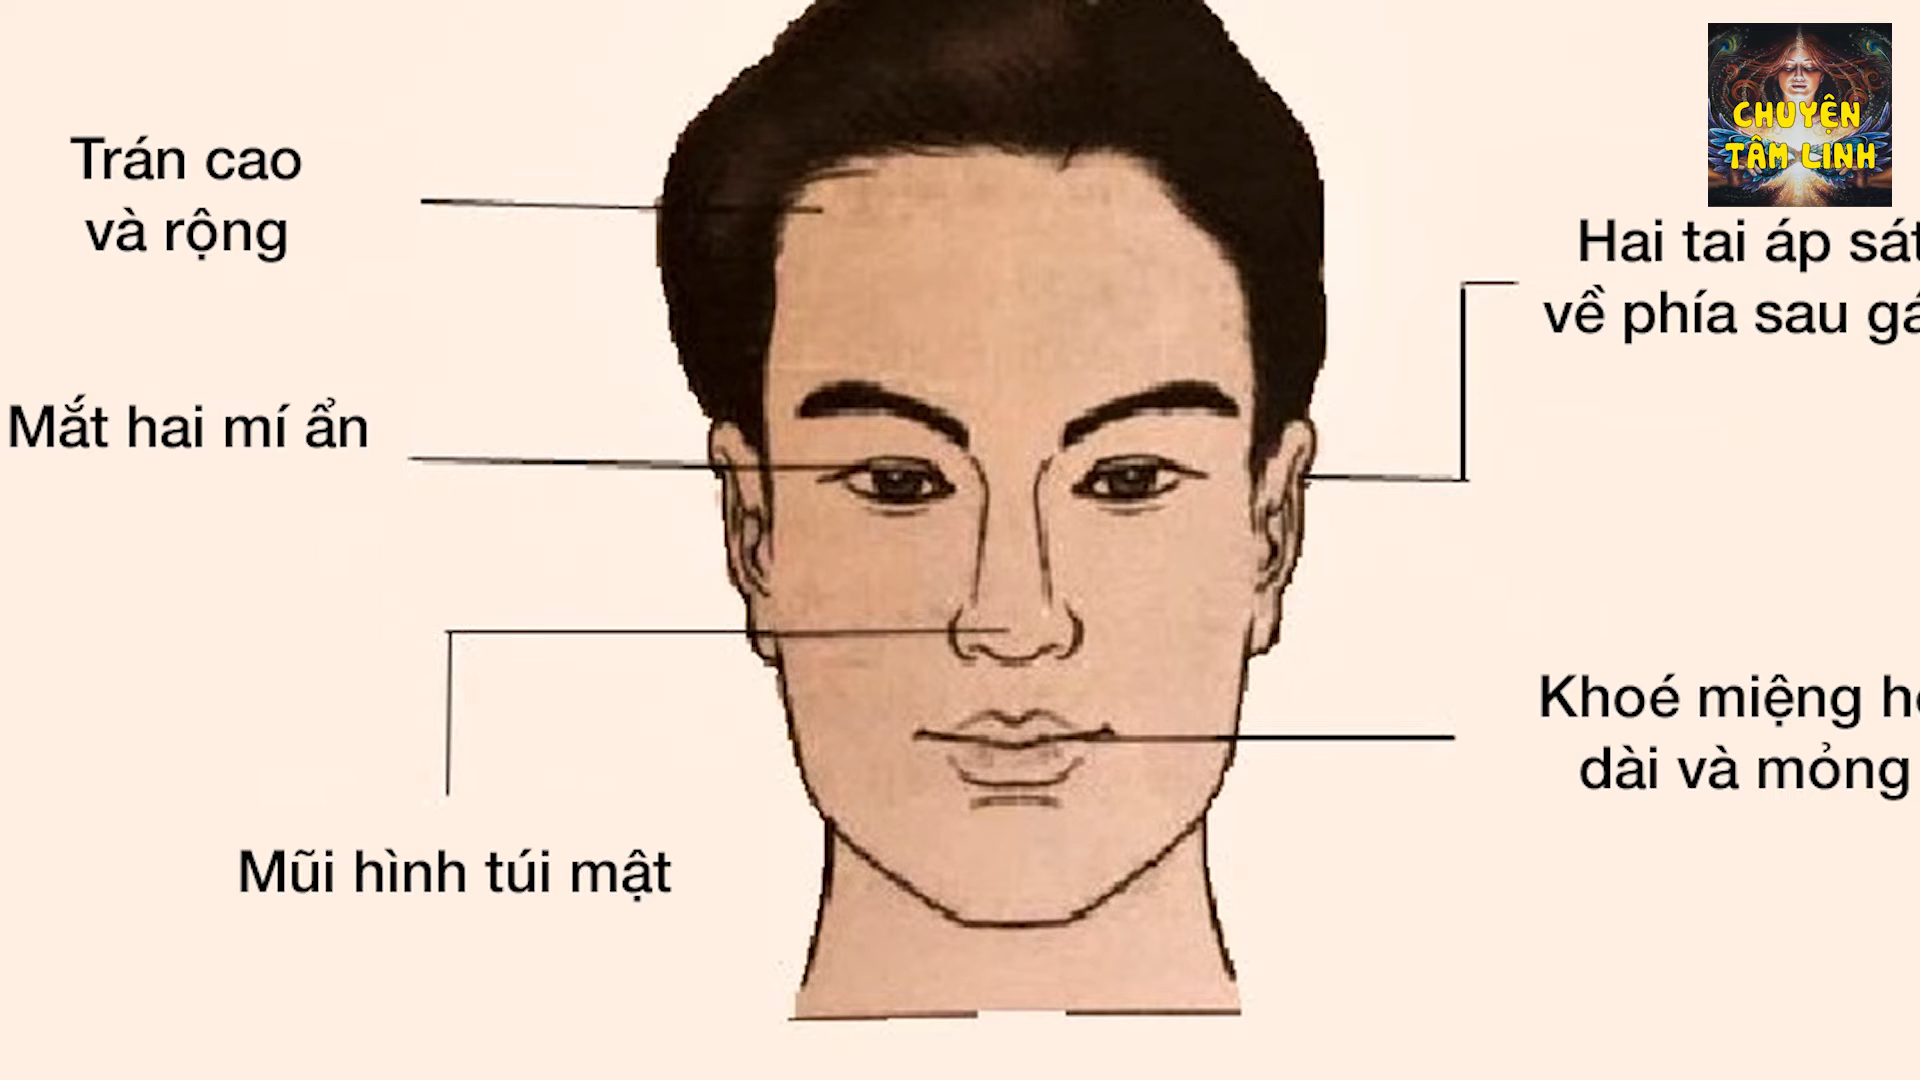 Trán cao
và rộng
CHUYỆN
TÂM LINH
Hai tai áp sát
về phía sau
Mắt hai mí ẩn
Khoé miệng
dài và mỏng
Mũi hình túi mật